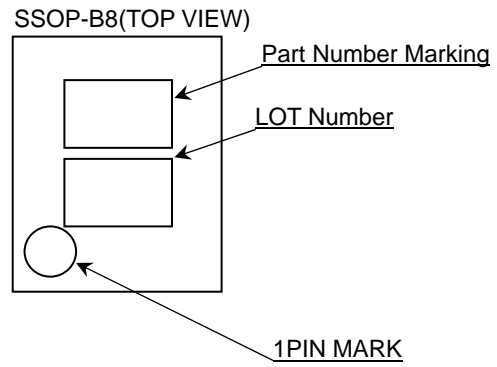 SSOP-B8(TOP VIEW)
Part Number Marking
LOT Number
1PIN MARK